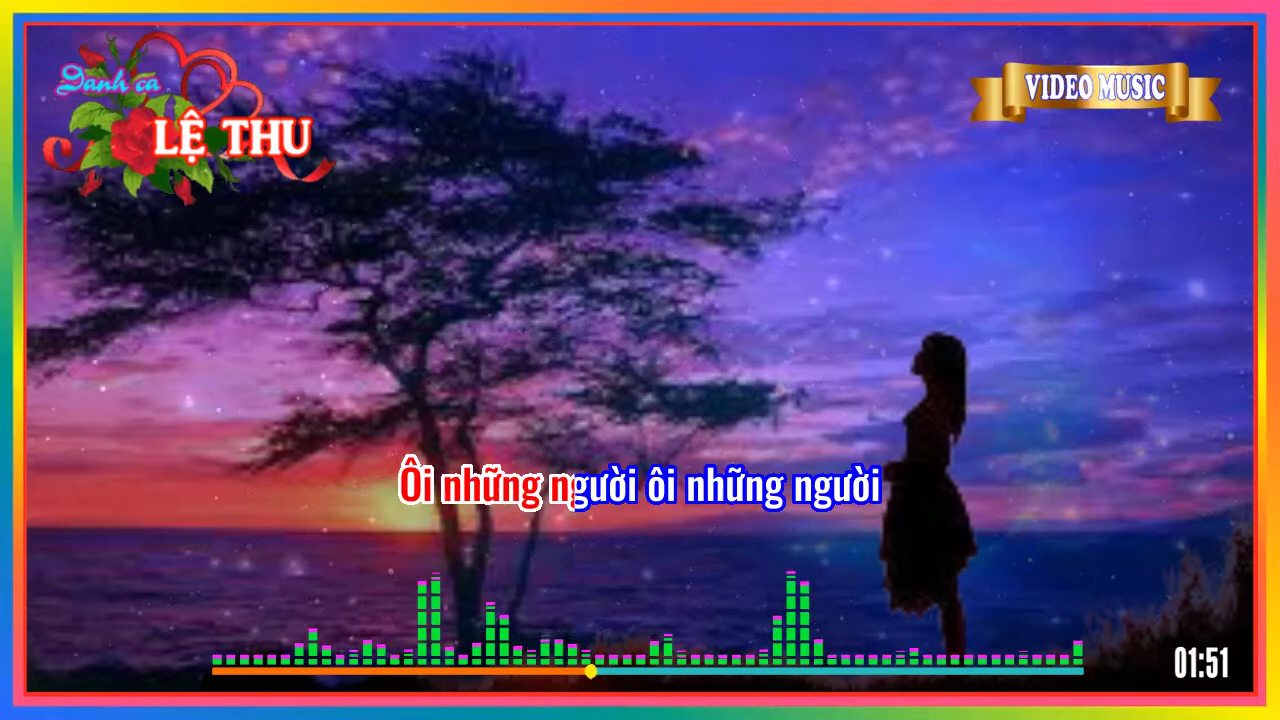 Danh ca
LỆ THU
VIDEO MUSIC
Ôi những người ôi những người
01:51